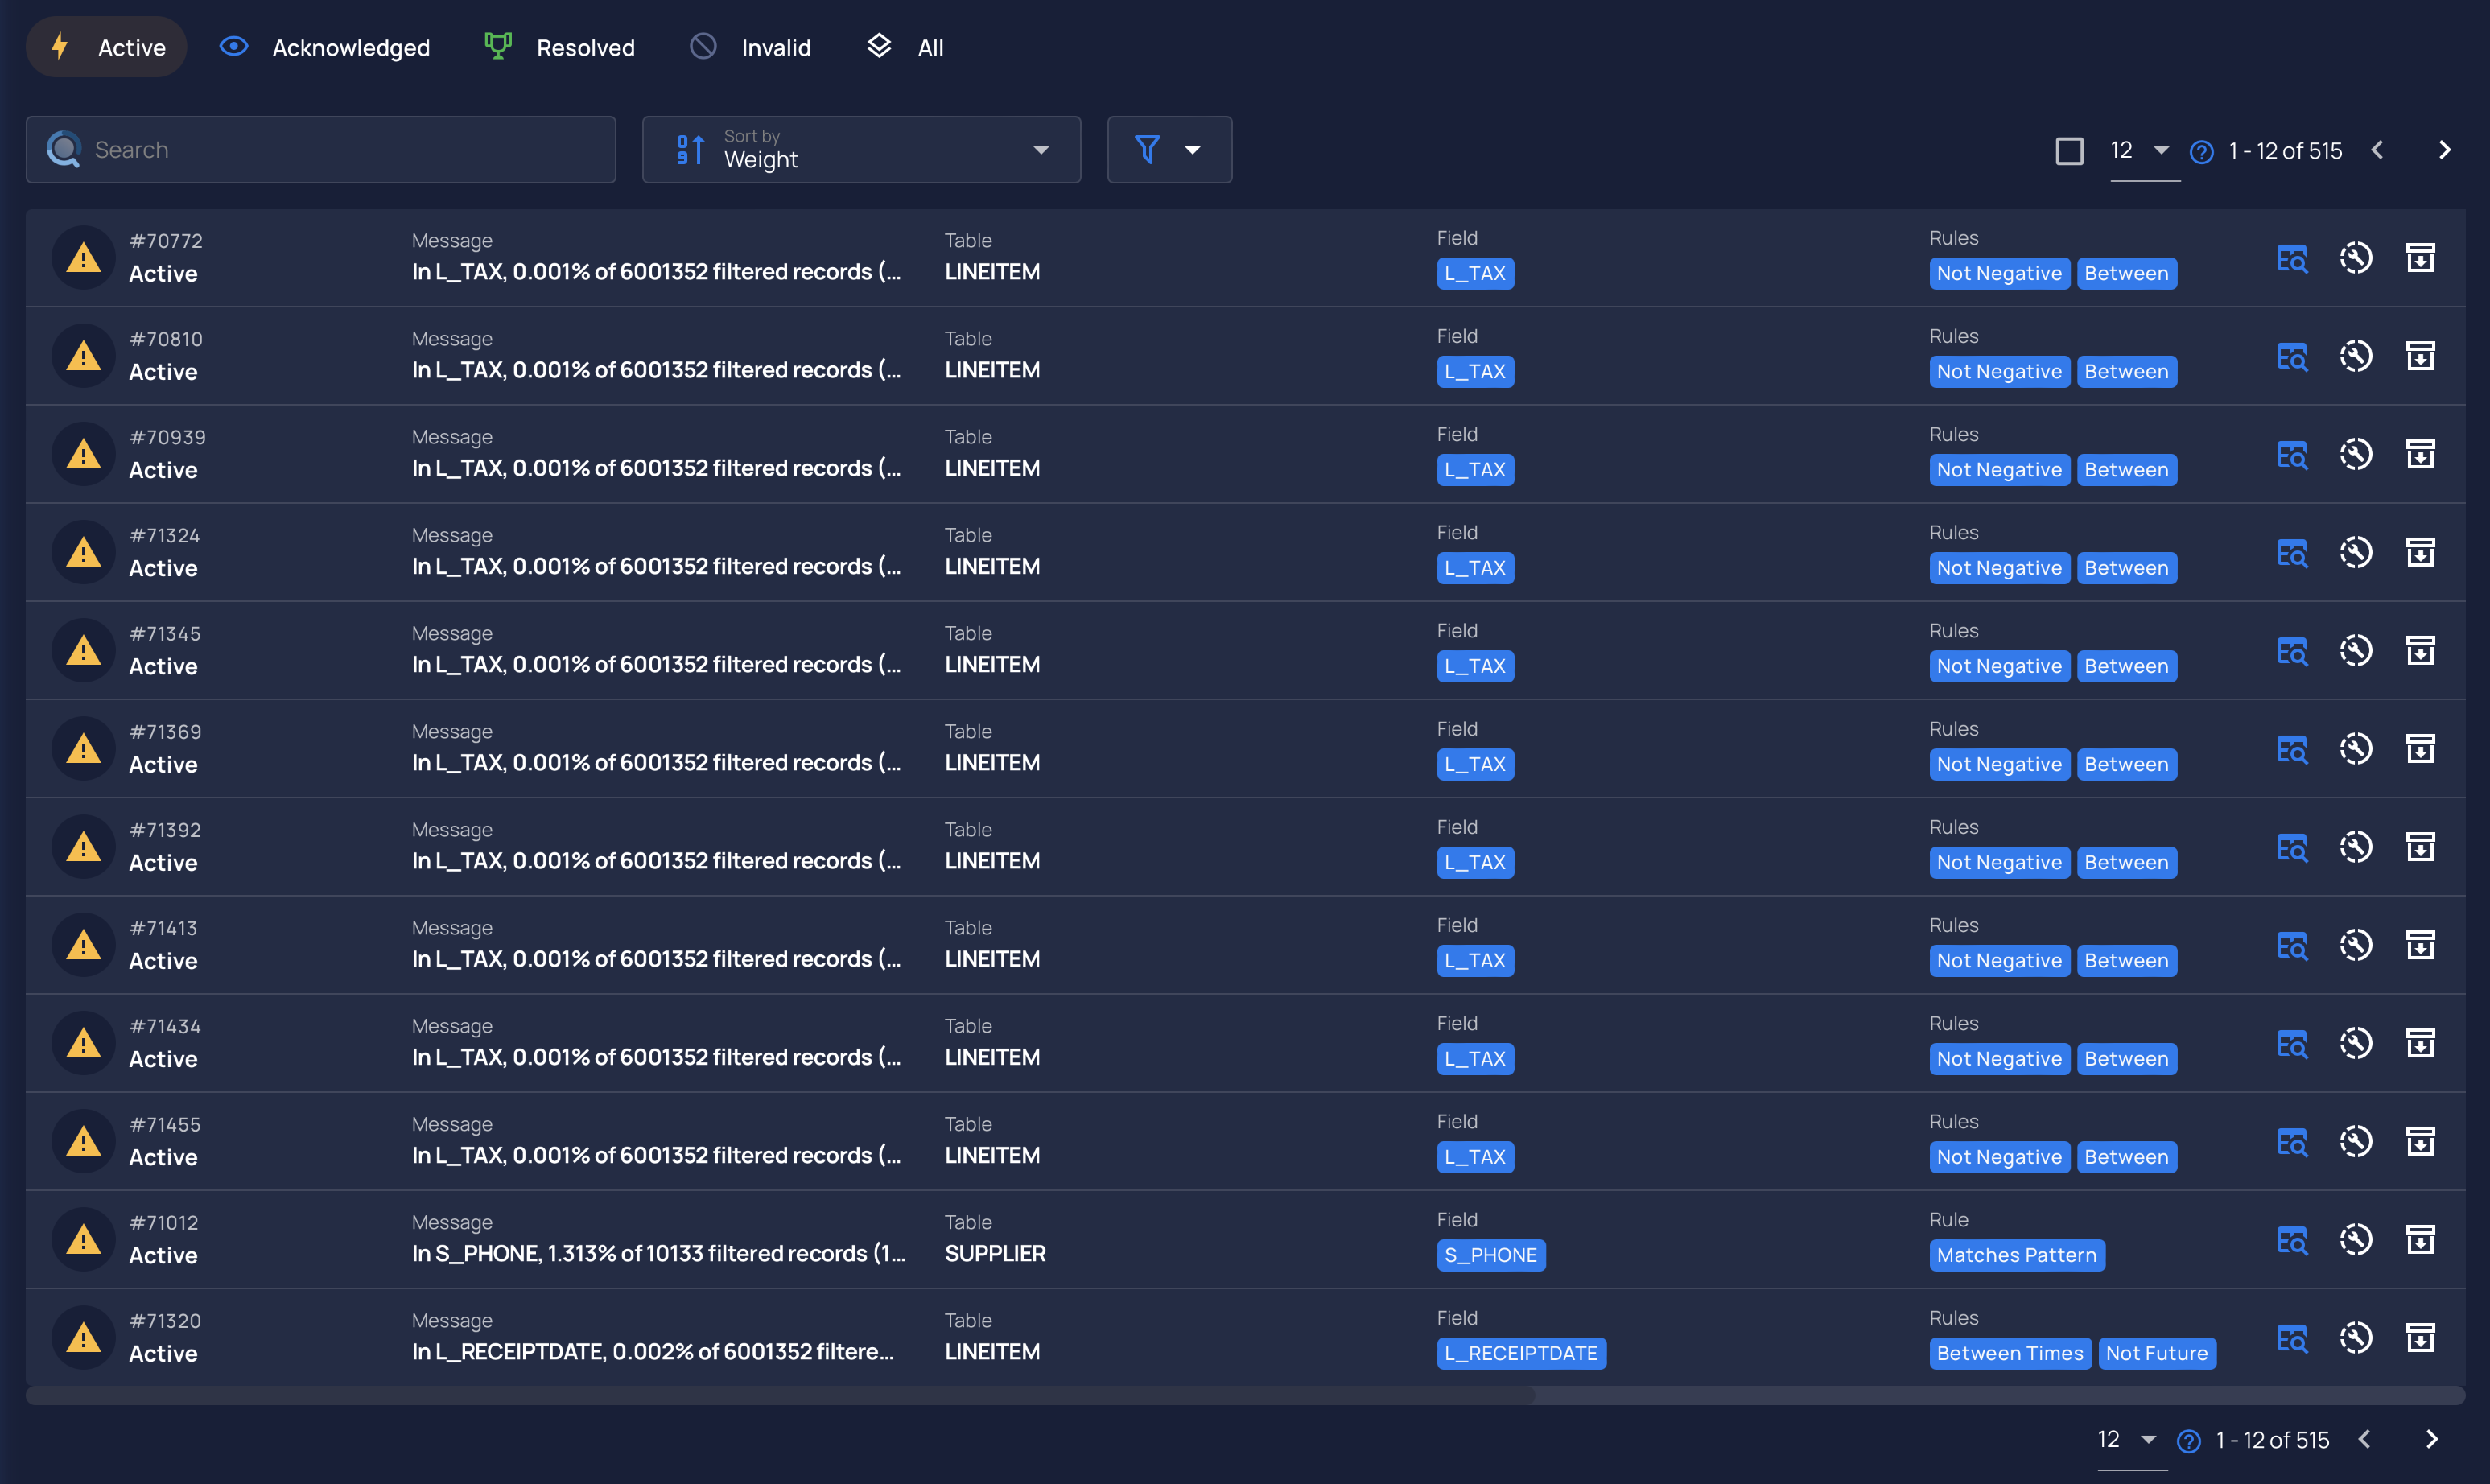 Active Acknowledged Resolved Invalid All
Search
Sort by
Weight
12 1 - 12 of 515
#70772 Message Table Field Rules
Active In L_TAX, 0.001% of 6001352 filtered records (... LINEITEM L_TAX Not Negative Between
#70810 Message Table Field Rules
Active In L_TAX, 0.001% of 6001352 filtered records (... LINEITEM L_TAX Not Negative Between
#70939 Message Table Field Rules
Active In L_TAX, 0.001% of 6001352 filtered records (... LINEITEM L_TAX Not Negative Between
#71324 Message Table Field Rules
Active In L_TAX, 0.001% of 6001352 filtered records (... LINEITEM L_TAX Not Negative Between
#71345 Message Table Field Rules
Active In L_TAX, 0.001% of 6001352 filtered records (... LINEITEM L_TAX Not Negative Between
#71369 Message Table Field Rules
Active In L_TAX, 0.001% of 6001352 filtered records (... LINEITEM L_TAX Not Negative Between
#71392 Message Table Field Rules
Active In L_TAX, 0.001% of 6001352 filtered records (... LINEITEM L_TAX Not Negative Between
#71413 Message Table Field Rules
Active In L_TAX, 0.001% of 6001352 filtered records (... LINEITEM L_TAX Not Negative Between
#71434 Message Table Field Rules
Active In L_TAX, 0.001% of 6001352 filtered records (... LINEITEM L_TAX Not Negative Between
#71455 Message Table Field Rules
Active In L_TAX, 0.001% of 6001352 filtered records (... LINEITEM L_TAX Not Negative Between
#71012 Message Table Field Rule
Active In S_PHONE, 1.313% of 10133 filtered records (1... SUPPLIER S_PHONE Matches Pattern
#71320 Message Table Field Rules
Active In L_RECEIPTDATE, 0.002% of 6001352 filtere... LINEITEM L_RECEIPTDATE Between Times Not Future
12 1 - 12 of 515